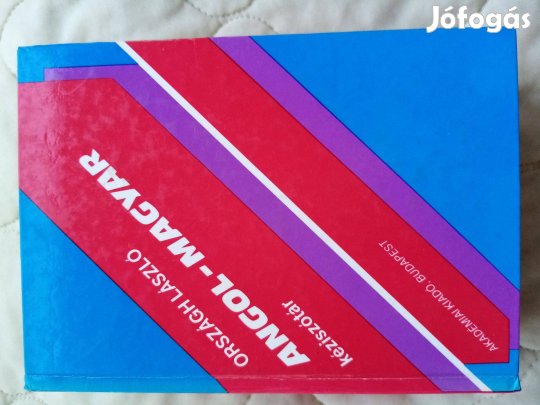 Jófogás
ORSZÁGH LÁSZLÓ
ANGOL-MAGYAR
kéziszótár
AKADÉMIAI KIADÓ, BUDAPEST